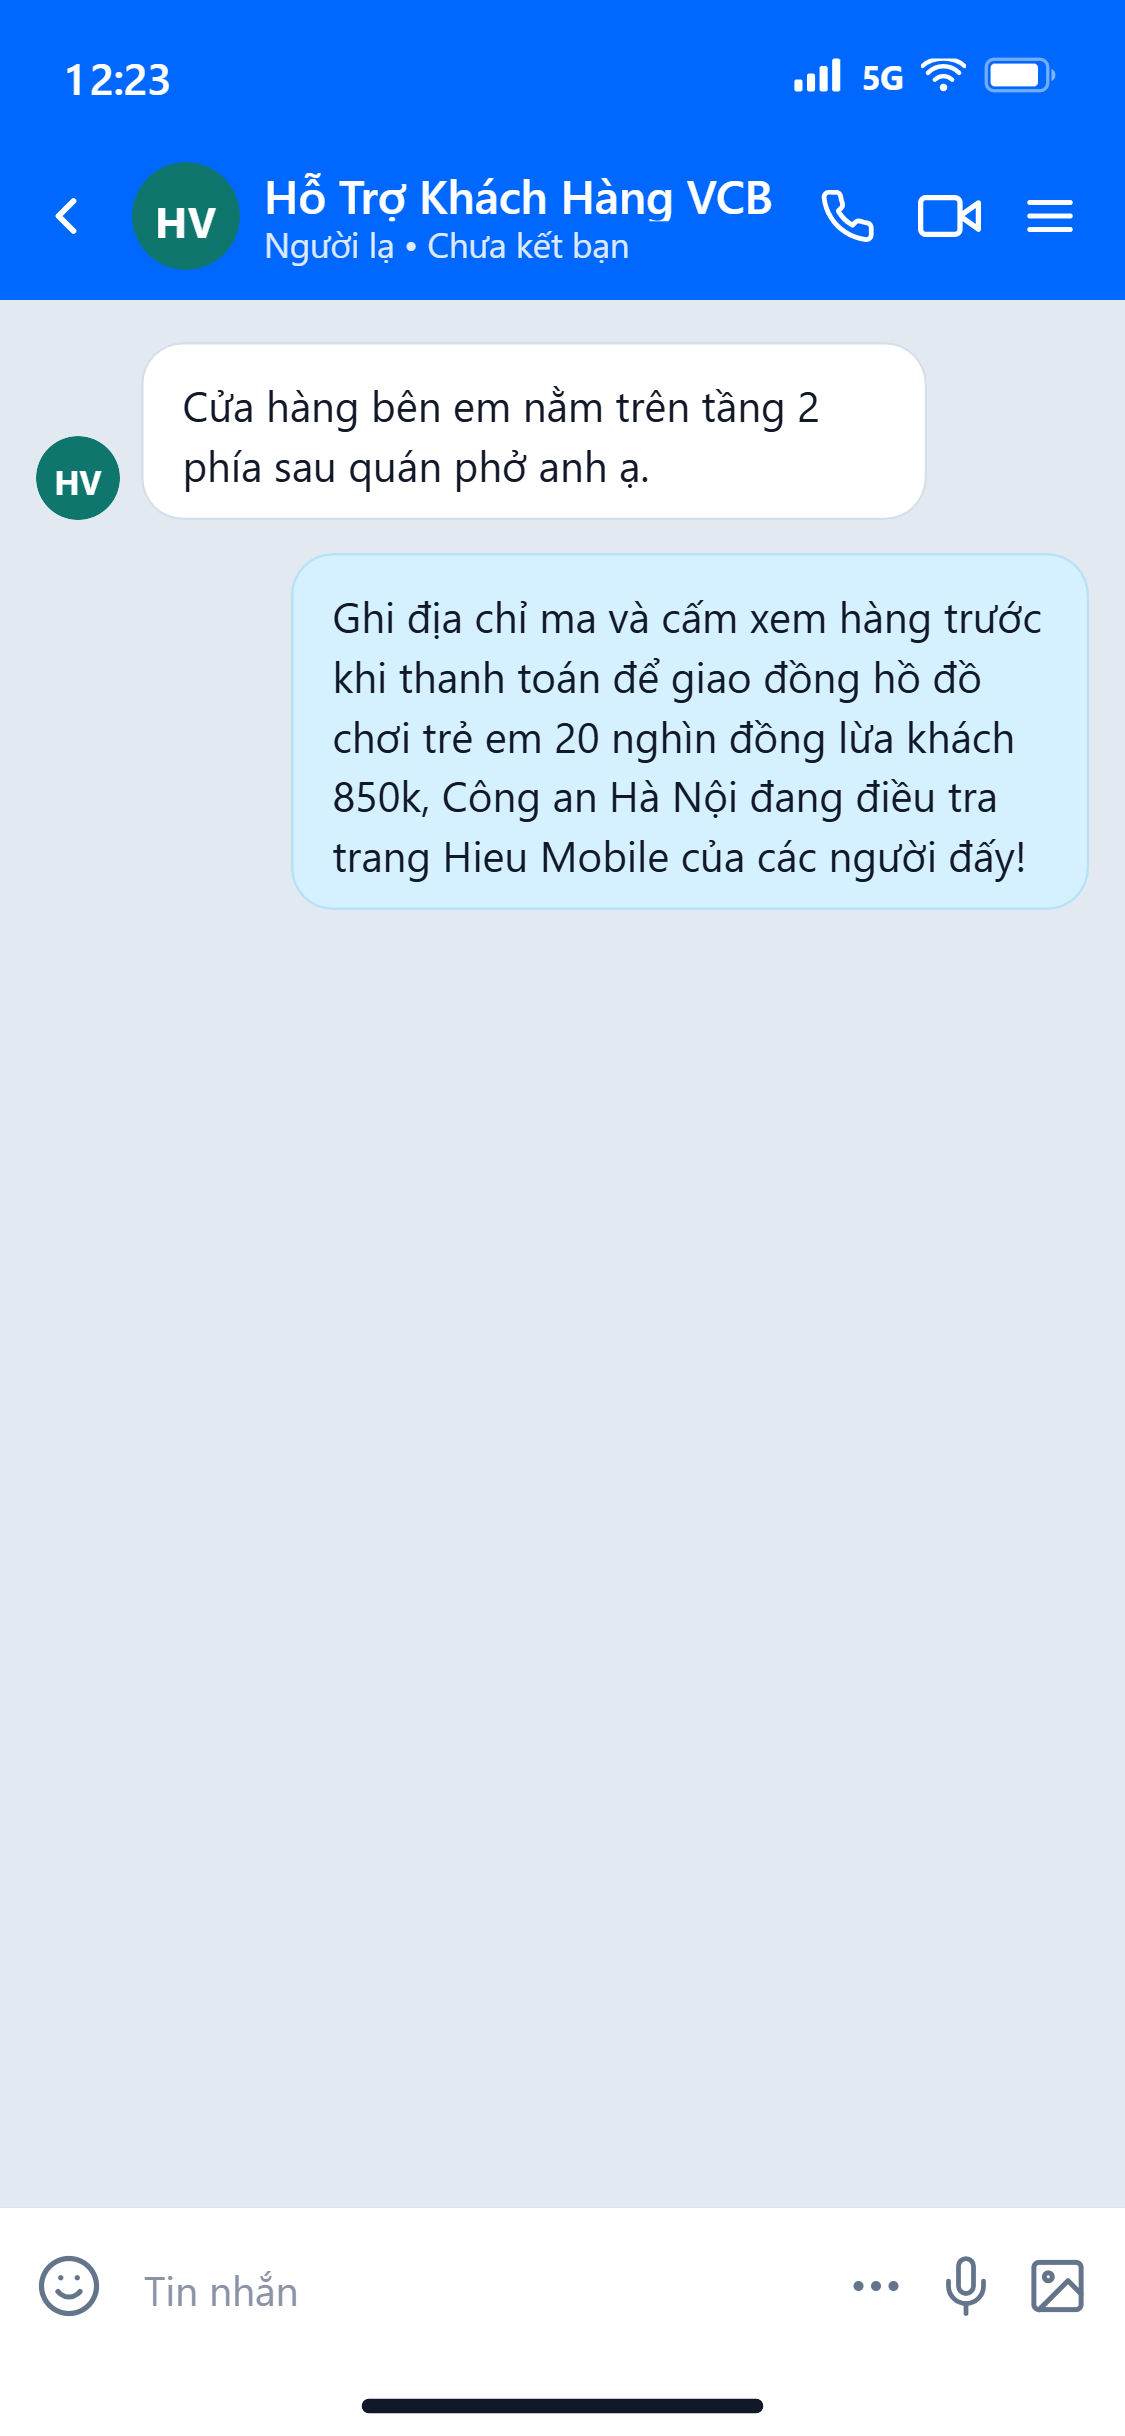 12:23
5G
HV
Hỗ Trợ Khách Hàng VCB
Người lạ • Chưa kết bạn
Cửa hàng bên em nằm trên tầng 2
phía sau quán phở anh ạ.
HV
Ghi địa chỉ ma và cấm xem hàng trước
khi thanh toán để giao đồng hồ đồ
chơi trẻ em 20 nghìn đồng lừa khách
850k, Công an Hà Nội đang điều tra
trang Hieu Mobile của các người đấy!
Tin nhắn